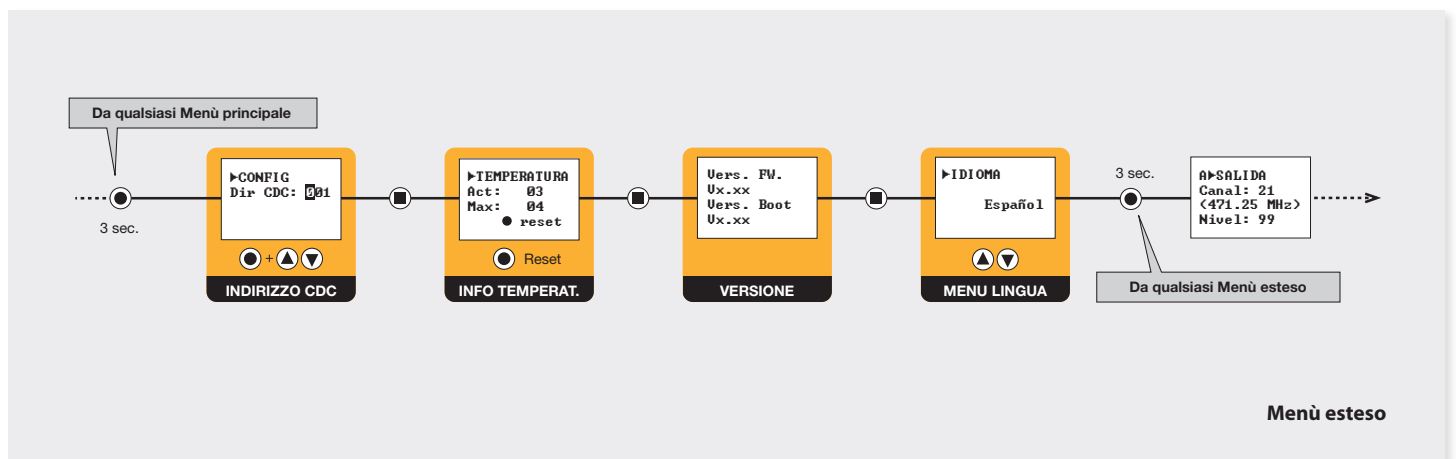 Da qualsiasi Menù principale
3 sec.
▶CONFIG
Dir CDC: 001
+
INDIRIZZO CDC
▶TEMPERATURA
Act: 03
Max: 04
● reset
Reset
INFO TEMPERAT.
Vers. FW.
Vx.xx
Vers. Boot
Vx.xx
VERSIONE
▶IDIOMA
Español
MENU LINGUA
3 sec.
Da qualsiasi Menù esteso
A▶SALIDA
Canal: 21
(471.25 MHz)
Nivel: 99
Menù esteso